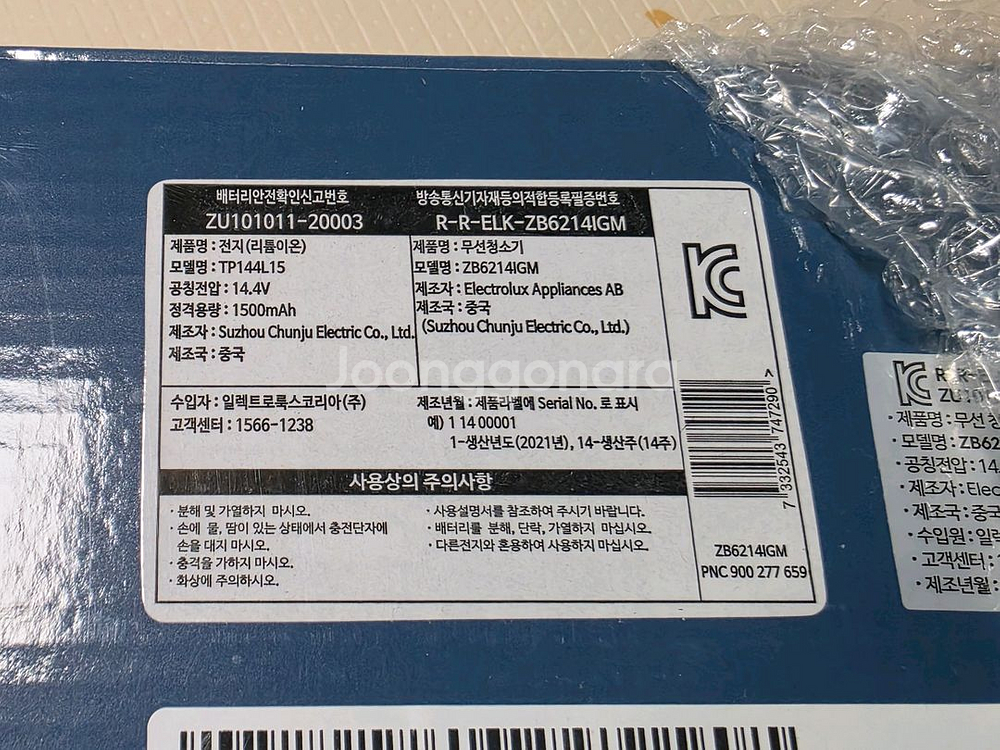 배터리안전확인신고번호
ZU101011-20003
제품명 : 전지(리튬이온)
모델명 : TP144L15
공칭전압 : 14.4V
정격용량 : 1500mAh
제조자 : Suzhou Chunju Electric Co., Ltd.
제조국 : 중국
방송통신기자재등의적합등록필증번호
R-R-ELK-ZB6214IGM
제품명 : 무선청소기
모델명 : ZB6214IGM
제조자 : Electrolux Appliances AB
제조국 : 중국
(Suzhou Chunju Electric Co., Ltd.)
Joonggonara
수입자 : 일렉트로룩스코리아(주)
고객센터 : 1566-1238
제조년월 : 제품라벨에 Serial No. 로 표시
예) 1 14 00001
1-생산년도(2021년), 14-생산주(14주)
사용상의 주의사항
· 분해 및 가열하지 마시오.
· 손에 물, 땀이 있는 상태에서 충전단자에
손을 대지 마시오.
· 충격을 가하지 마시오.
· 화상에 주의하시오.
· 사용설명서를 참조하여 주시기 바랍니다.
· 배터리를 분해, 단락, 가열하지 마십시오.
· 다른전지와 혼용하여 사용하지 마십시오.
KC
7 332543 747290 >
ZB6214IGM
PNC 900 277 659
KC
R-R-
ZU101
· 제품명 : 무선
· 모델명 : ZB62
· 공칭전압 : 14.
· 제조자 : Elec
· 제조국 : 중국
· 수입원 : 일렉
· 고객센터 :
· 제조년월 :